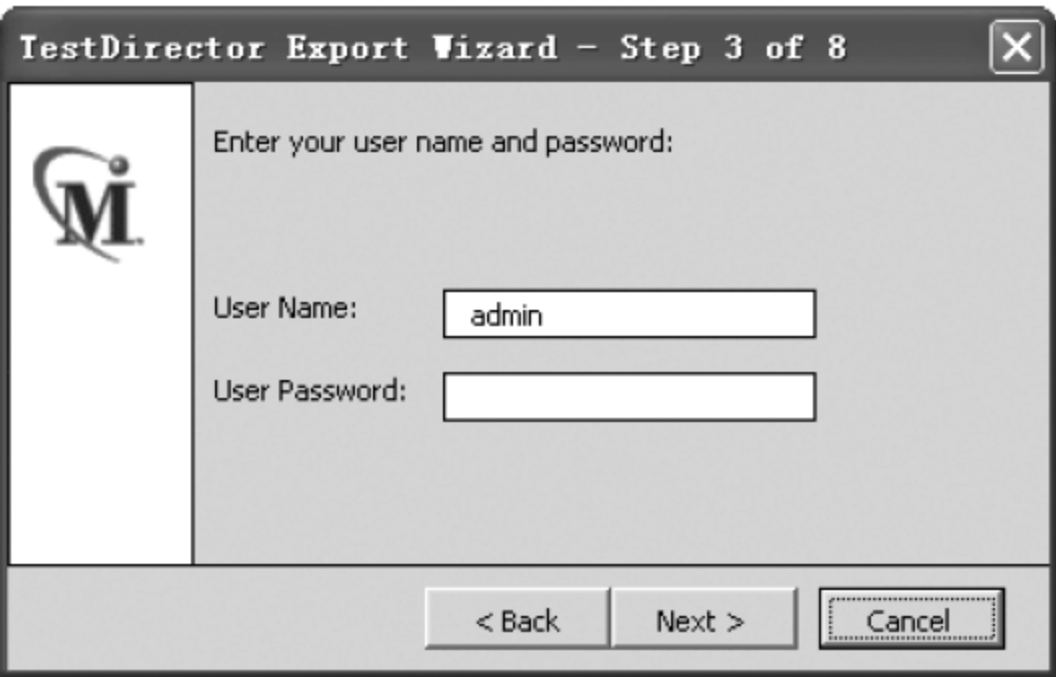 TestDirector Export Wizard - Step 3 of 8
M.
Enter your user name and password:
User Name:
admin
User Password:
< Back
Next >
Cancel